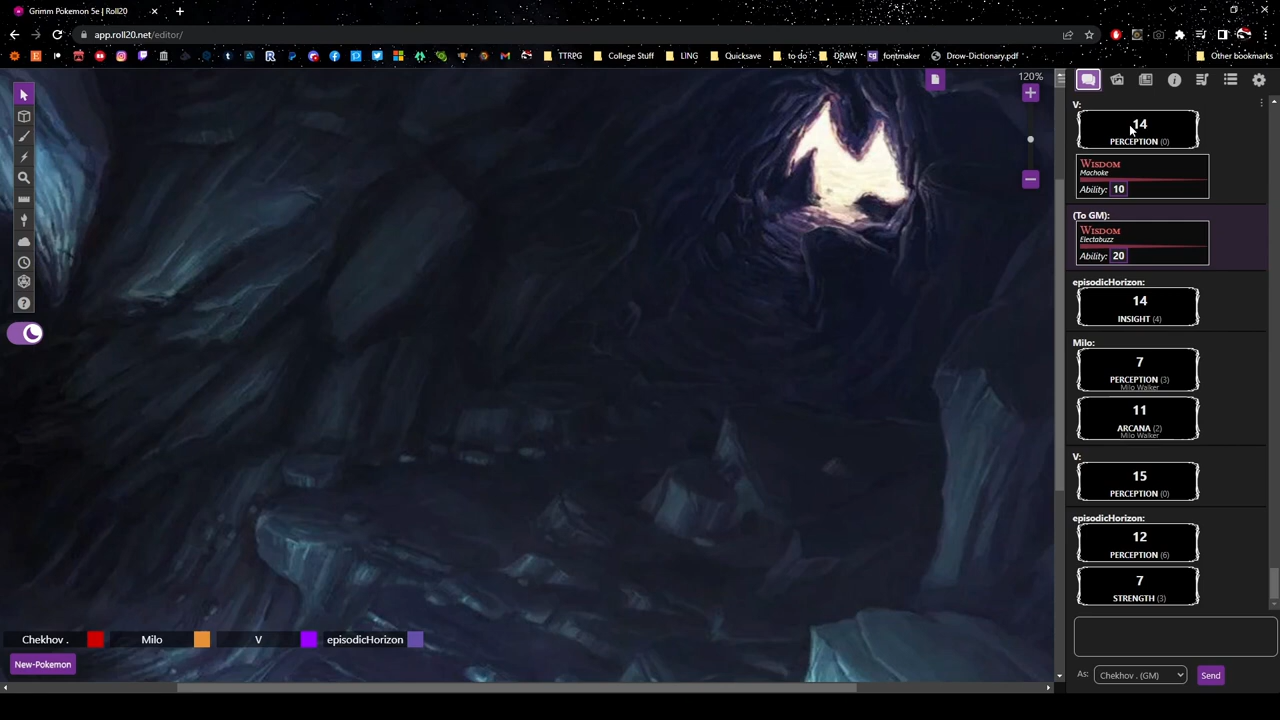 Grimm Pokemon 5e | Roll20
app.roll20.net/editor/
TTRPG
College Stuff
LING
Quicksave
to do
DRAW
fontmaker
Drow-Dictionary.pdf
Other bookmarks
120%
V:
14
PERCEPTION (0)
WISDOM
Machoke
Ability: 10
(To GM):
WISDOM
Electabuzz
Ability: 20
episodicHorizon:
14
INSIGHT (4)
Milo:
7
PERCEPTION (3)
Milo Walker
11
ARCANA (2)
Milo Walker
V:
15
PERCEPTION (0)
episodicHorizon:
12
PERCEPTION (6)
7
STRENGTH (3)
Chekhov .
Milo
V
episodicHorizon
New-Pokemon
As:
Chekhov . (GM)
Send